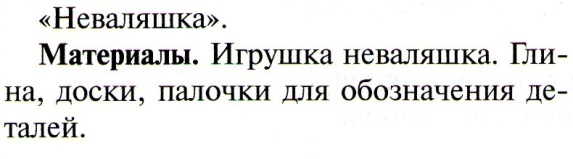 «Неваляшка».
Материалы. Игрушка неваляшка. Гли-
на, доски, палочки для обозначения де-
талей.